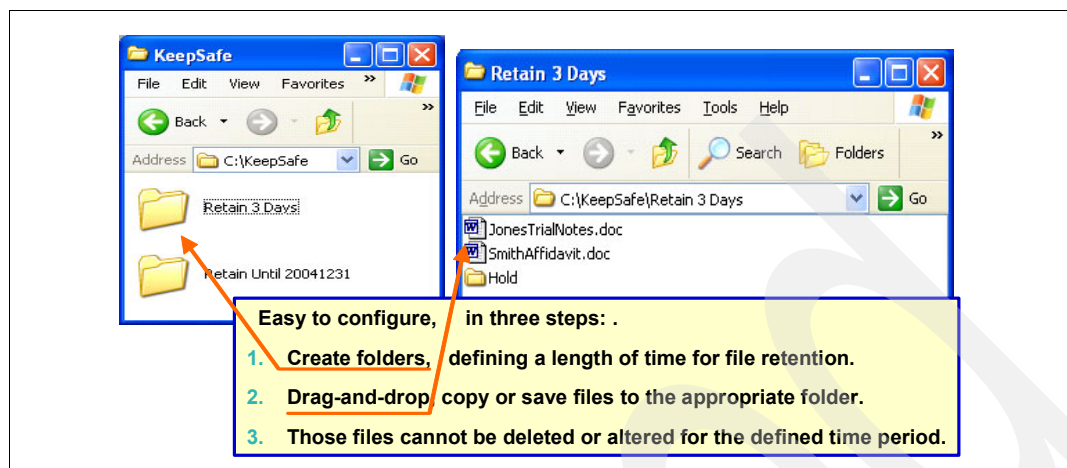 KeepSafe
File Edit View Favorites »
Back »
Address C:\KeepSafe Go
Retain 3 Days
Retain Until 20041231
Retain 3 Days
File Edit View Favorites Tools Help
Back Search Folders »
Address C:\KeepSafe\Retain 3 Days Go
JonesTrialNotes.doc
SmithAffidavit.doc
Hold
Easy to configure, in three steps: .
1. Create folders, defining a length of time for file retention.
2. Drag-and-drop, copy or save files to the appropriate folder.
3. Those files cannot be deleted or altered for the defined time period.